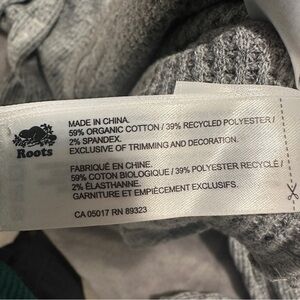 Roots
MADE IN CHINA.
59% ORGANIC COTTON / 39% RECYCLED POLYESTER /
2% SPANDEX.
EXCLUSIVE OF TRIMMING AND DECORATION.
FABRIQUÉ EN CHINE.
59% COTON BIOLOGIQUE / 39% POLYESTER RECYCLÉ /
2% ÉLASTHANNE.
GARNITURE ET EMPIÈCEMENT EXCLUSIFS.
CA 05017 RN 89323